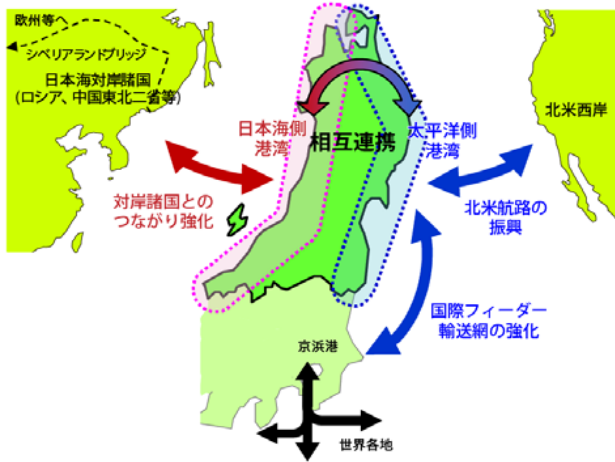 欧州等へ
シベリアランドブリッジ
日本海対岸諸国
(ロシア、中国東北二省等)
北米西岸
日本海側
港湾
相互連携
太平洋側
港湾
対岸諸国との
つながり強化
北米航路の
振興
国際フィーダー
輸送網の強化
京浜港
世界各地